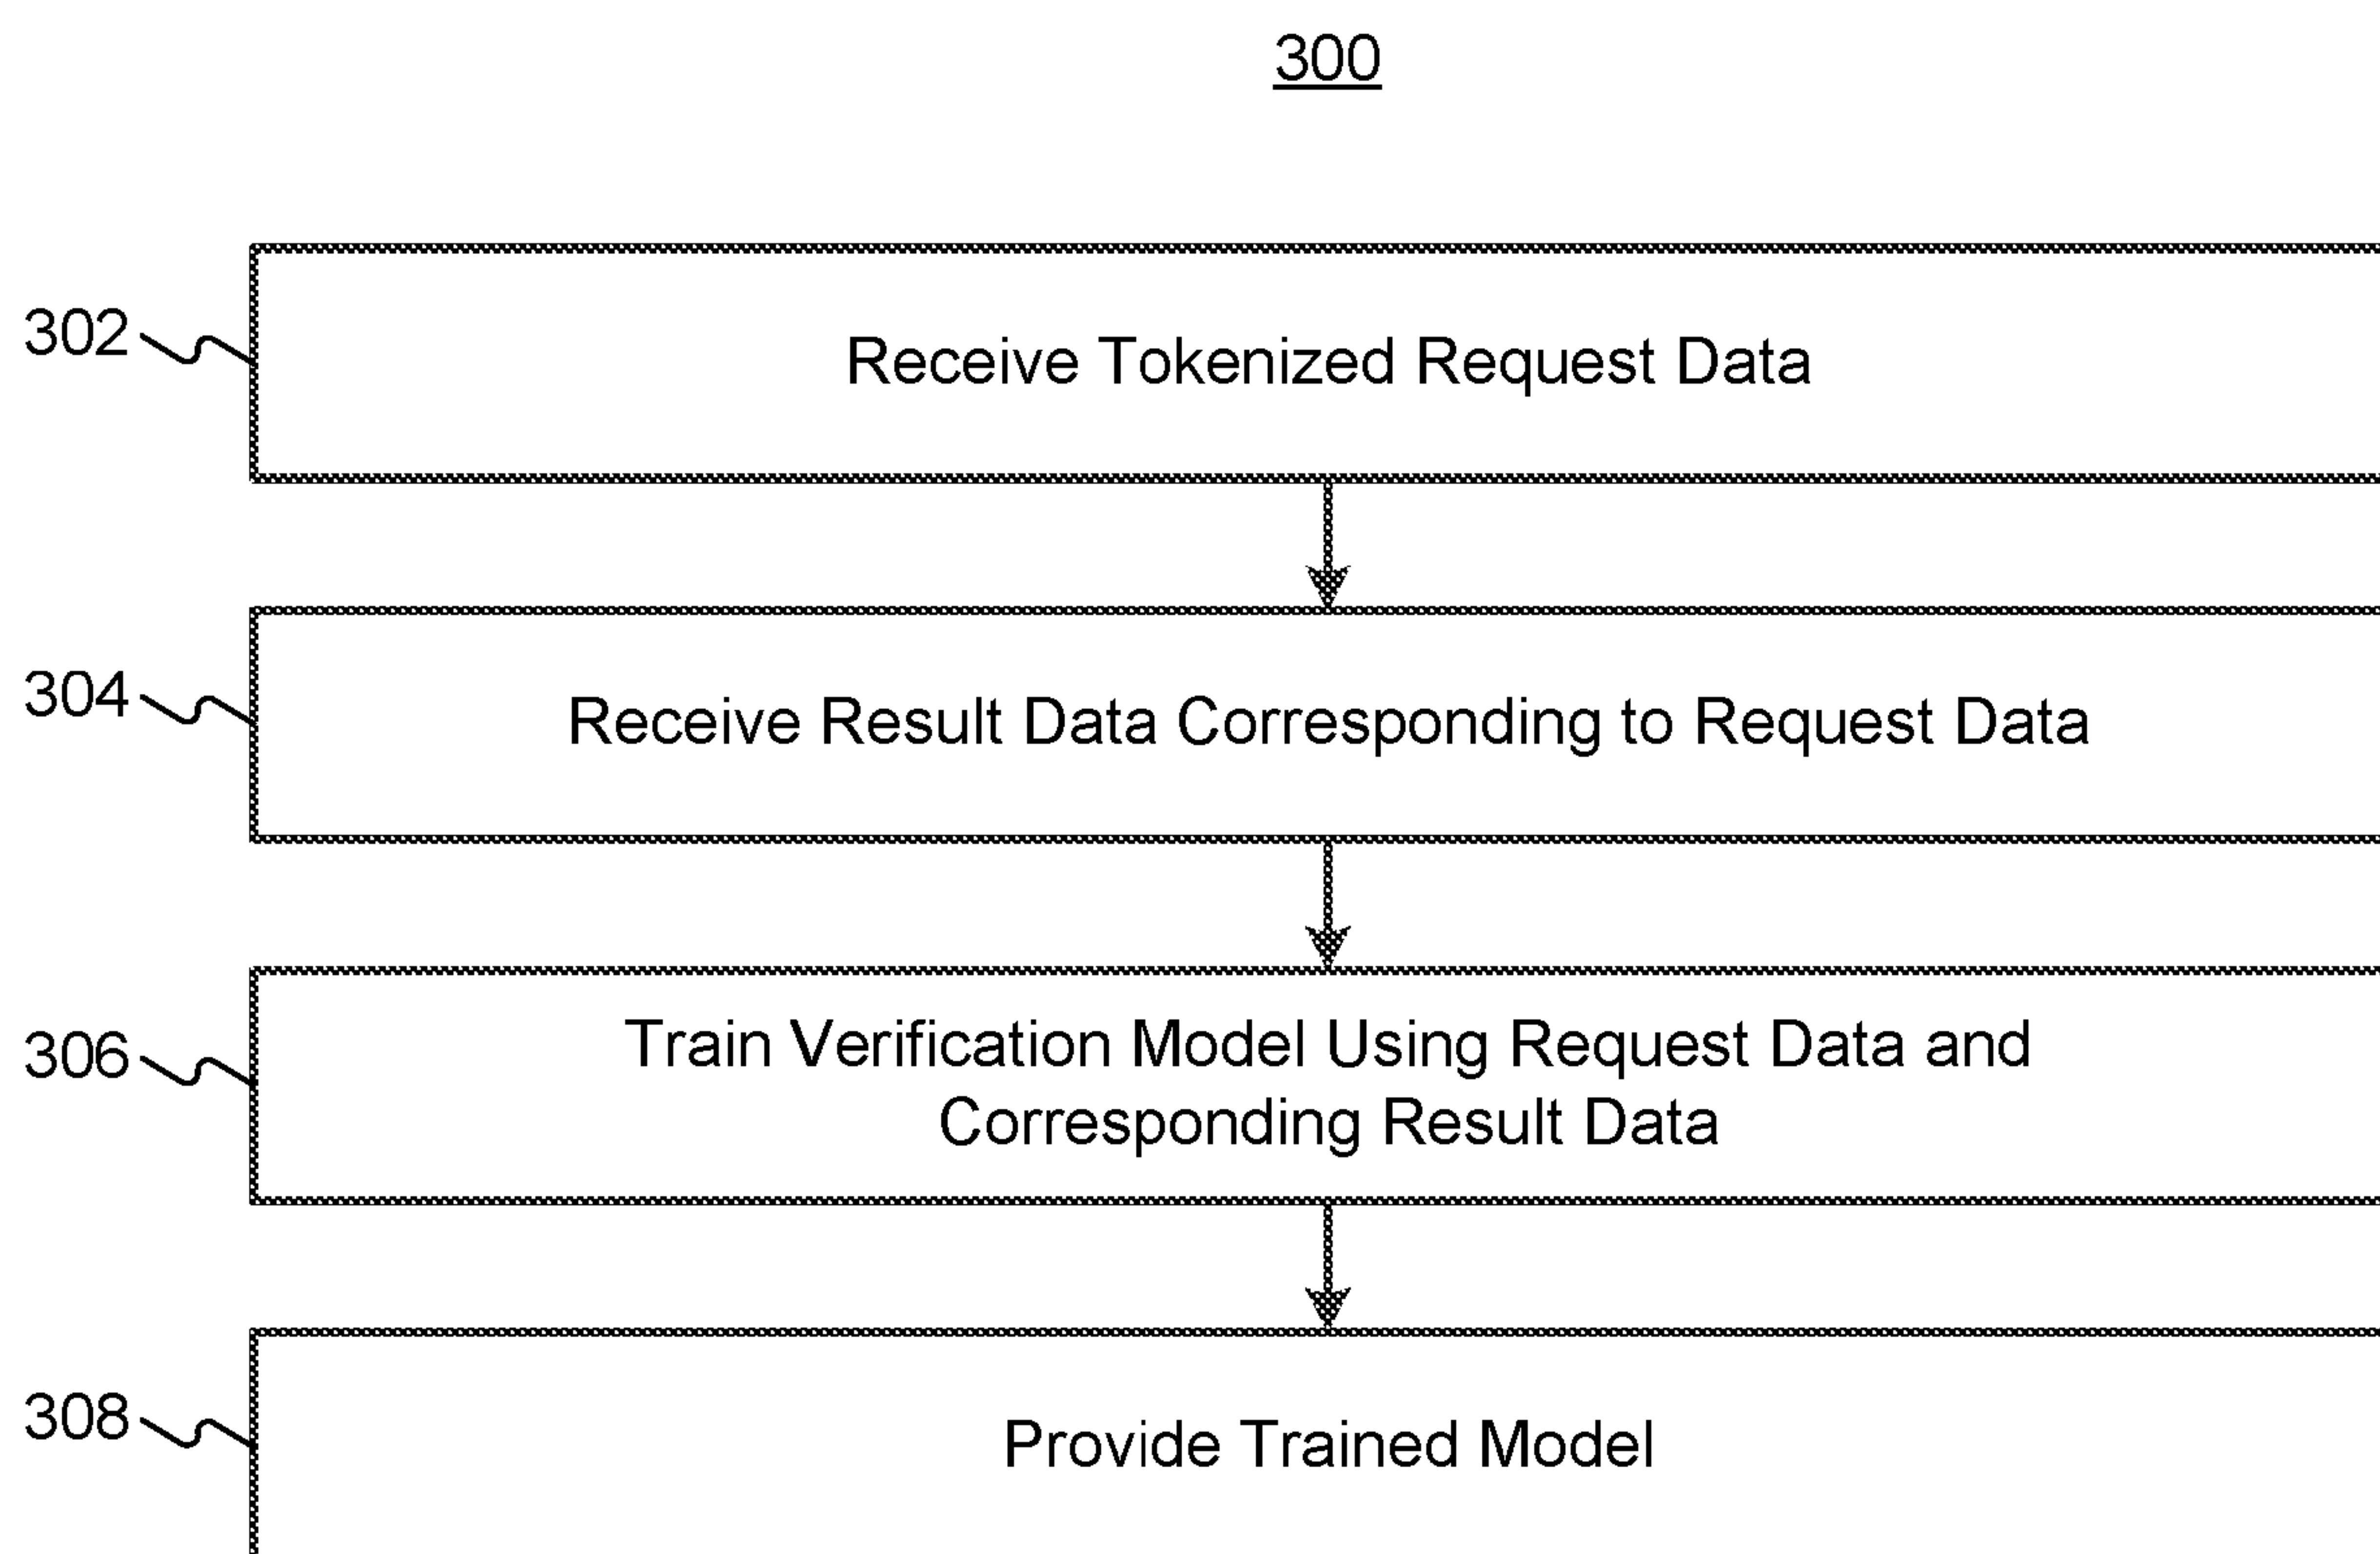 300
302
Receive Tokenized Request Data
304
Receive Result Data Corresponding to Request Data
306
Train Verification Model Using Request Data and
Corresponding Result Data
308
Provide Trained Model